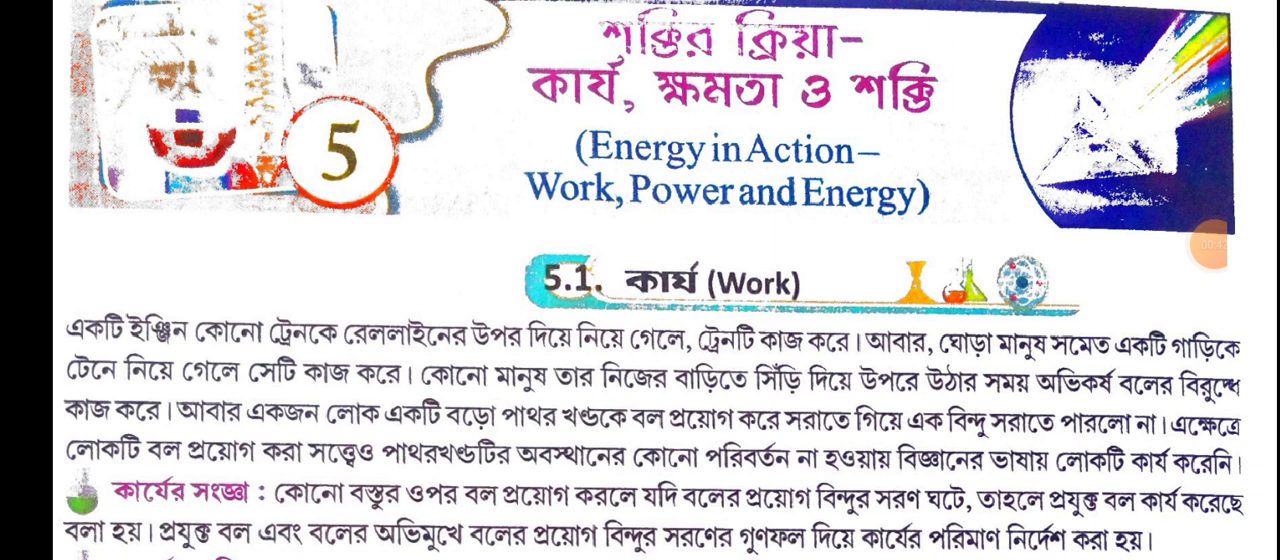 5
শক্তির ক্রিয়া–
কার্য, ক্ষমতা ও শক্তি
(Energy in Action–
Work, Power and Energy)
00:42
5.1. কার্য (Work)
একটি ইঞ্জিন কোনো ট্রেনকে রেললাইনের উপর দিয়ে নিয়ে গেলে, ট্রেনটি কাজ করে। আবার, ঘোড়া মানুষ সমেত একটি গাড়িকে
টেনে নিয়ে গেলে সেটি কাজ করে। কোনো মানুষ তার নিজের বাড়িতে সিঁড়ি দিয়ে উপরে উঠার সময় অভিকর্ষ বলের বিরুদ্ধে
কাজ করে। আবার একজন লোক একটি বড়ো পাথর খণ্ডকে বল প্রয়োগ করে সরাতে গিয়ে এক বিন্দু সরাতে পারলো না। এক্ষেত্রে
লোকটি বল প্রয়োগ করা সত্ত্বেও পাথরখণ্ডটির অবস্থানের কোনো পরিবর্তন না হওয়ায় বিজ্ঞানের ভাষায় লোকটি কার্য করেনি।
কার্যের সংজ্ঞা : কোনো বস্তুর ওপর বল প্রয়োগ করলে যদি বলের প্রয়োগ বিন্দুর সরণ ঘটে, তাহলে প্রযুক্ত বল কার্য করেছে
বলা হয়। প্রযুক্ত বল এবং বলের অভিমুখে বলের প্রয়োগ বিন্দুর সরণের গুণফল দিয়ে কার্যের পরিমাণ নির্দেশ করা হয়।